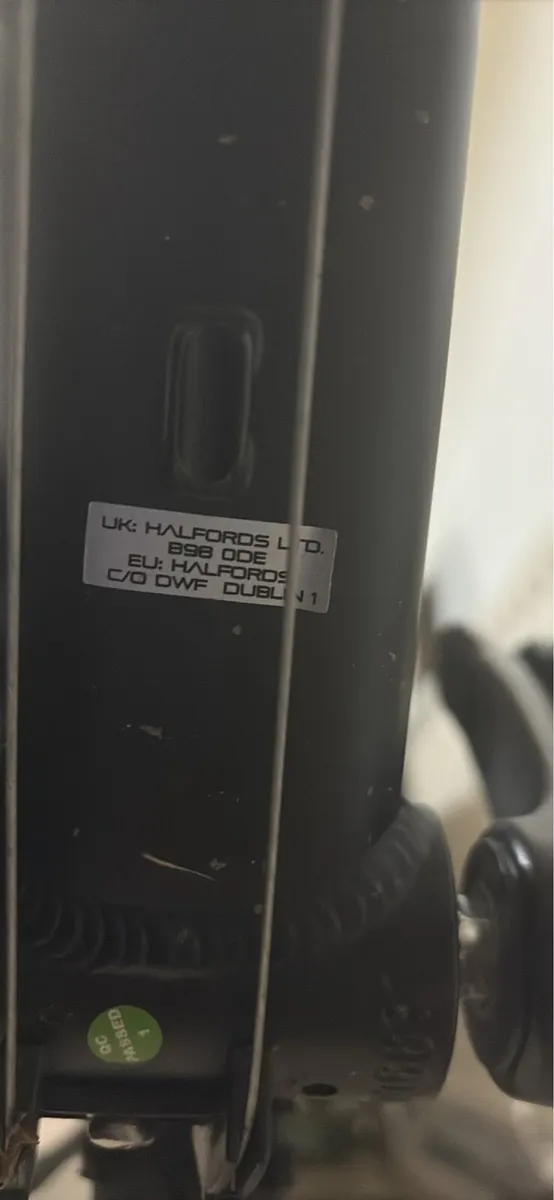 UK: HALFORDS LTD.
B98 0DE
EU: HALFORDS
C/O DWF DUBLIN 1
QC
PASSED
1